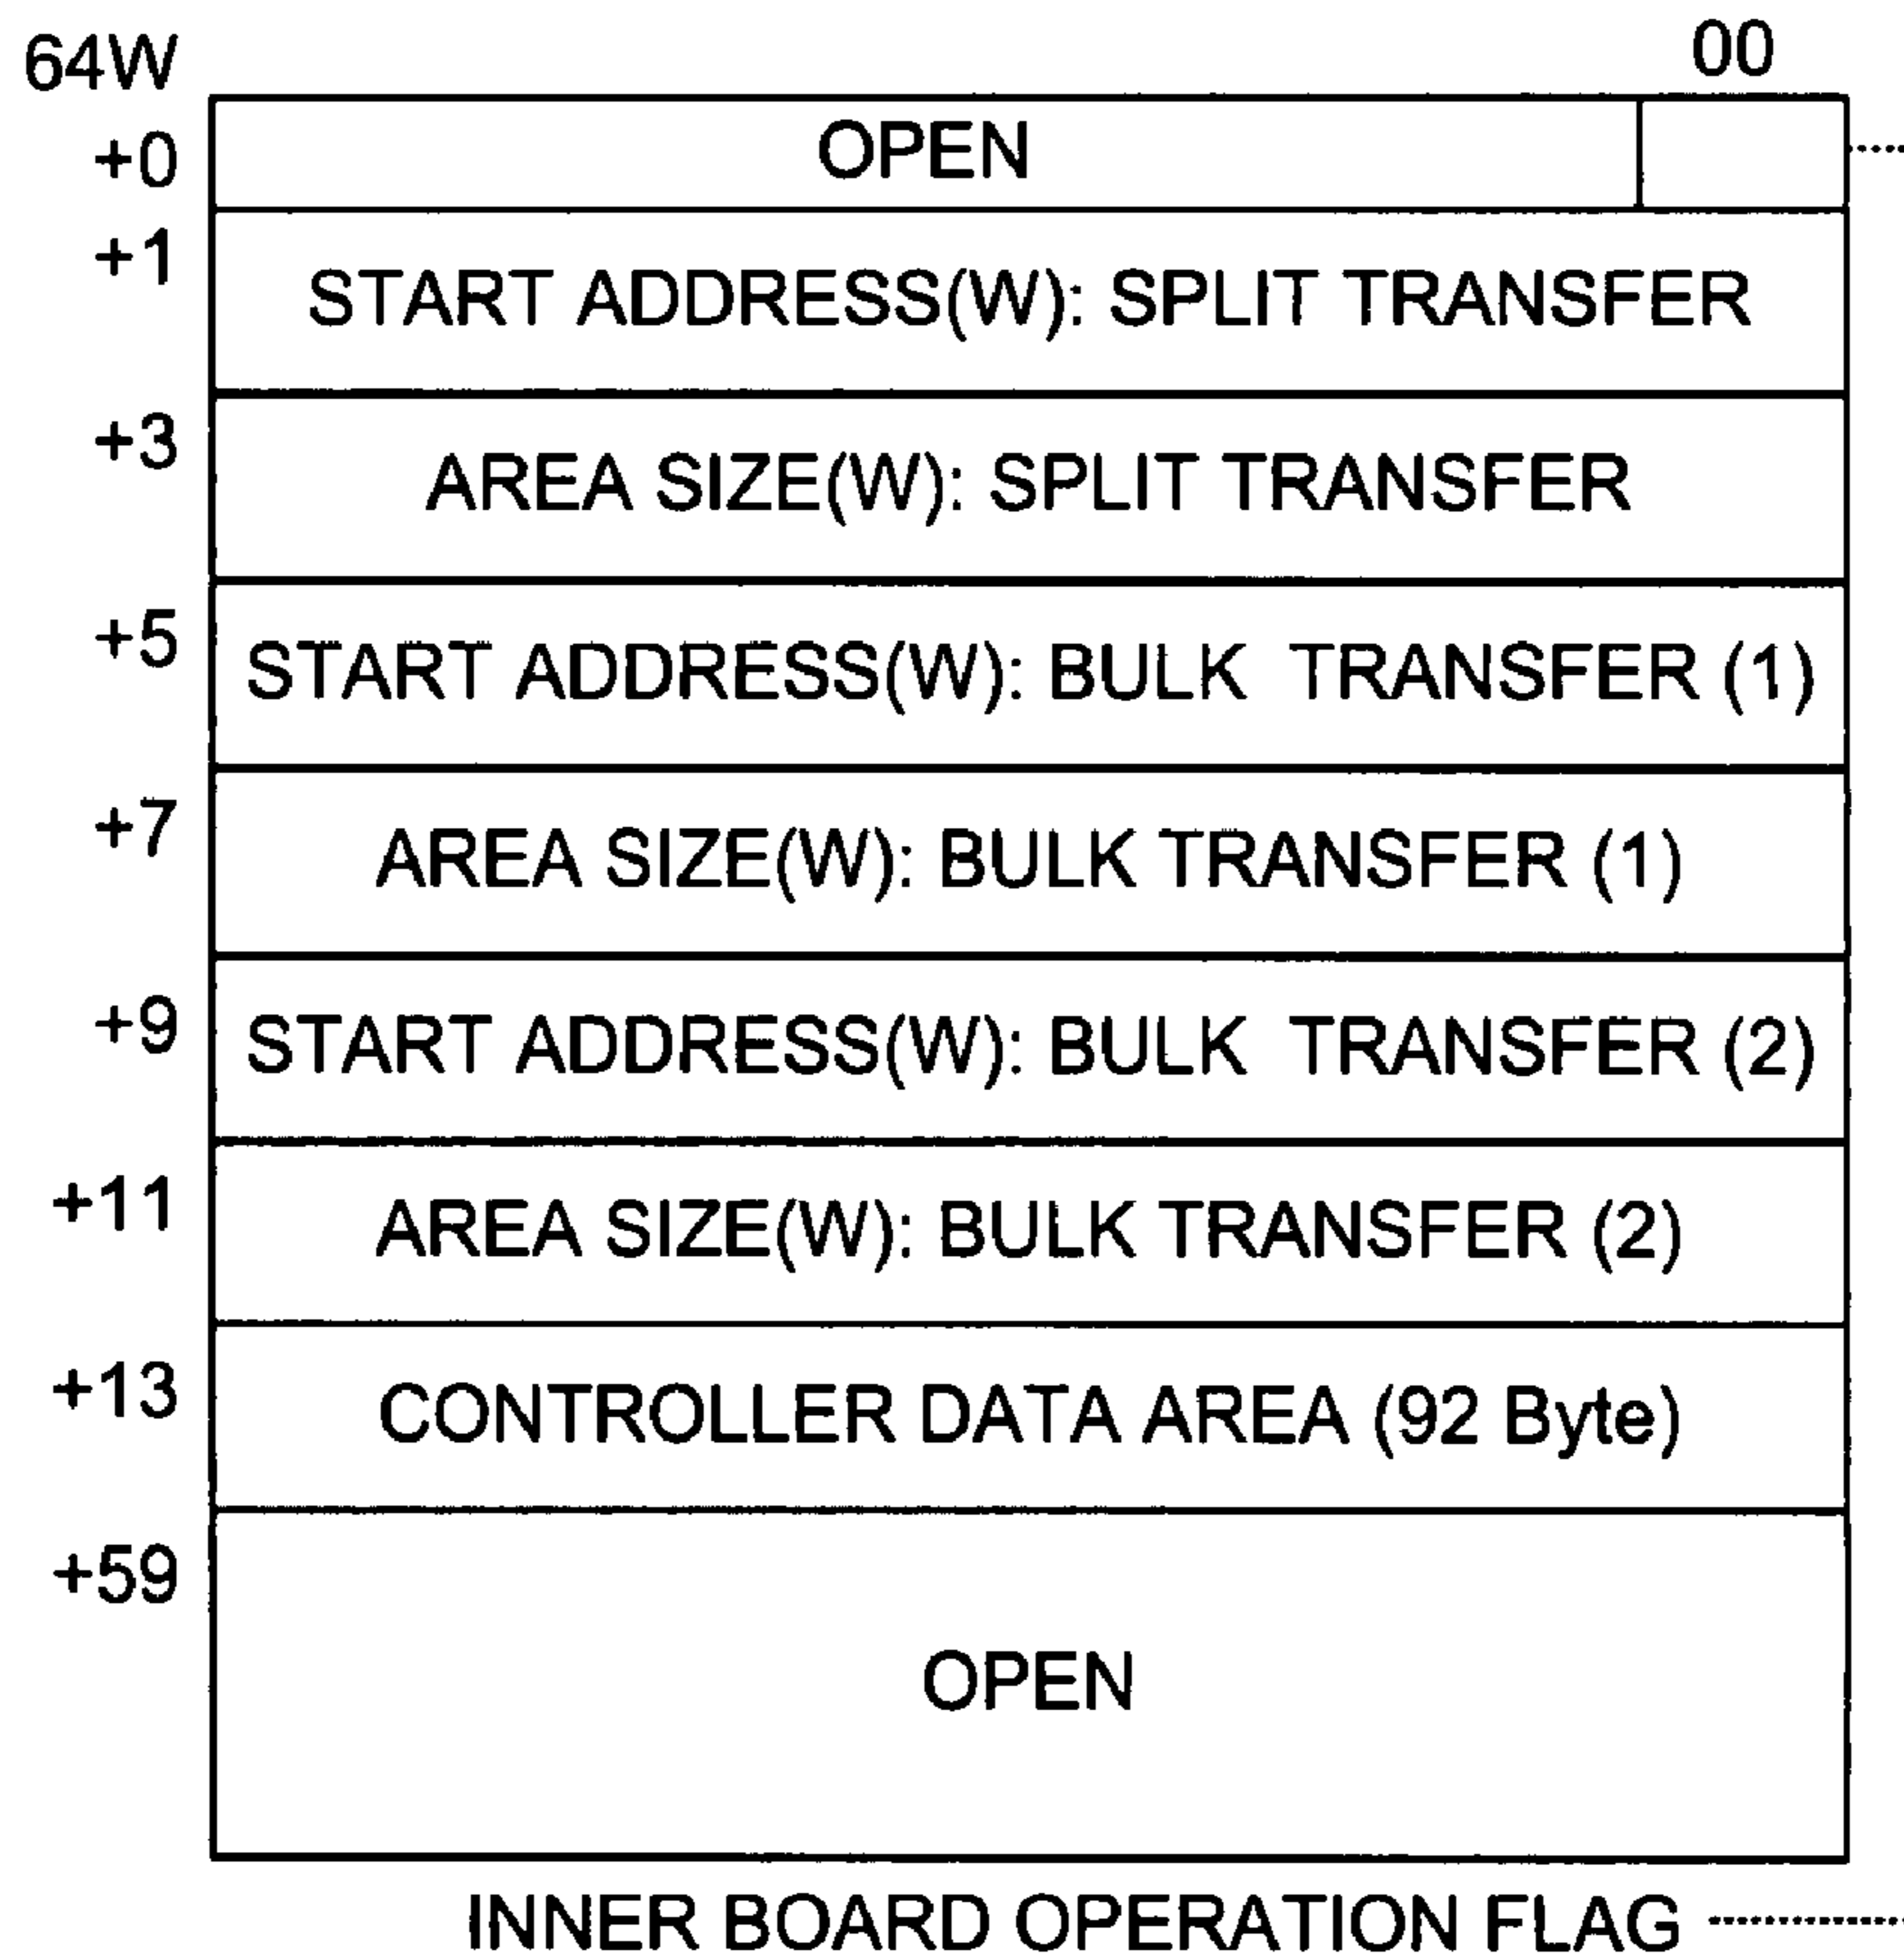 64W 00
+0 OPEN
+1 START ADDRESS(W): SPLIT TRANSFER
+3 AREA SIZE(W): SPLIT TRANSFER
+5 START ADDRESS(W): BULK TRANSFER (1)
+7 AREA SIZE(W): BULK TRANSFER (1)
+9 START ADDRESS(W): BULK TRANSFER (2)
+11 AREA SIZE(W): BULK TRANSFER (2)
+13 CONTROLLER DATA AREA (92 Byte)
+59 OPEN
INNER BOARD OPERATION FLAG